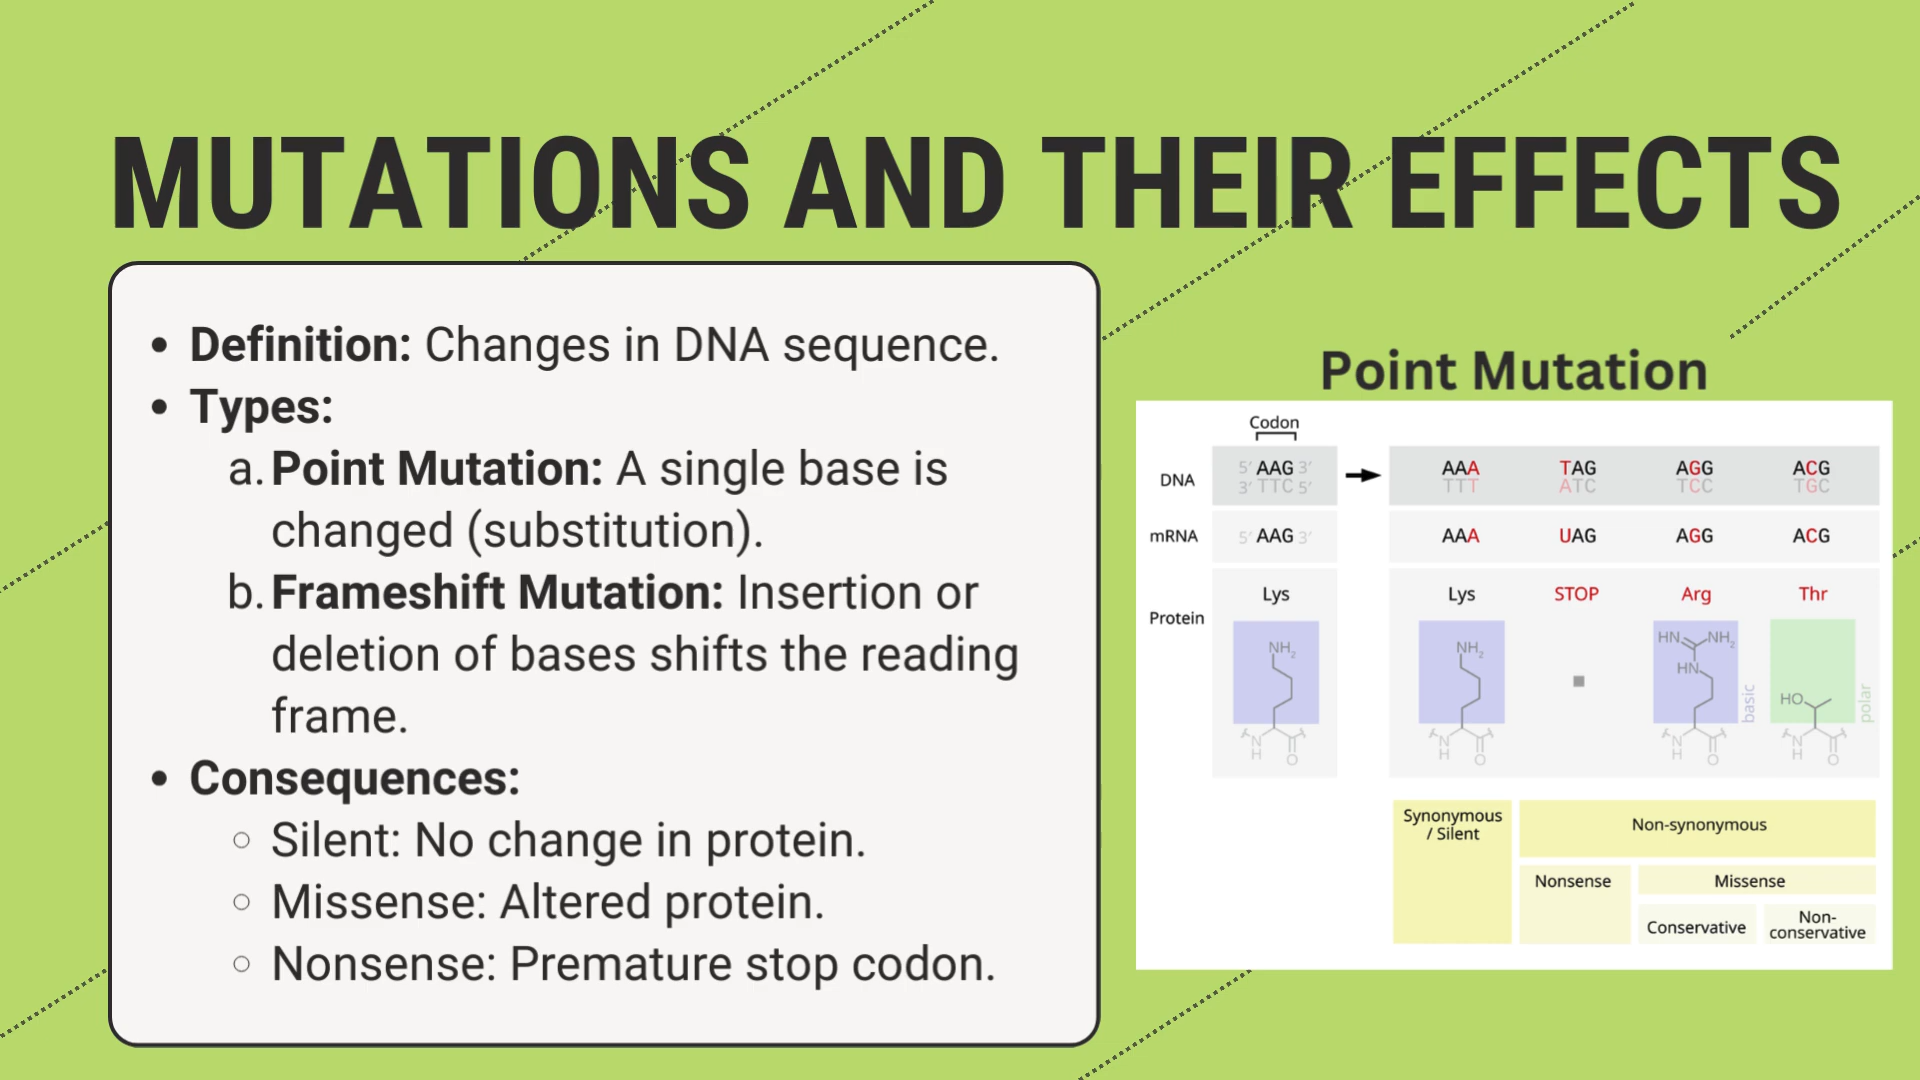 MUTATIONS AND THEIR EFFECTS
• Definition: Changes in DNA sequence.
• Types:
a. Point Mutation: A single base is
changed (substitution).
b. Frameshift Mutation: Insertion or
deletion of bases shifts the reading
frame.
• Consequences:
○ Silent: No change in protein.
○ Missense: Altered protein.
○ Nonsense: Premature stop codon.
Point Mutation
Codon
DNA
5′ AAG 3′
3′ TTC 5′
AAA TAG AGG ACG
TTT ATC TCC TGC
mRNA 5′ AAG 3′ AAA UAG AGG ACG
Protein
Lys Lys STOP Arg Thr
NH₂
N
H
O
NH₂
N
H
O
HN NH₂
HN
N
H
O
basic
HO
N
H
O
polar
Synonymous
/ Silent
Non-synonymous
Nonsense
Missense
Conservative
Non-
conservative